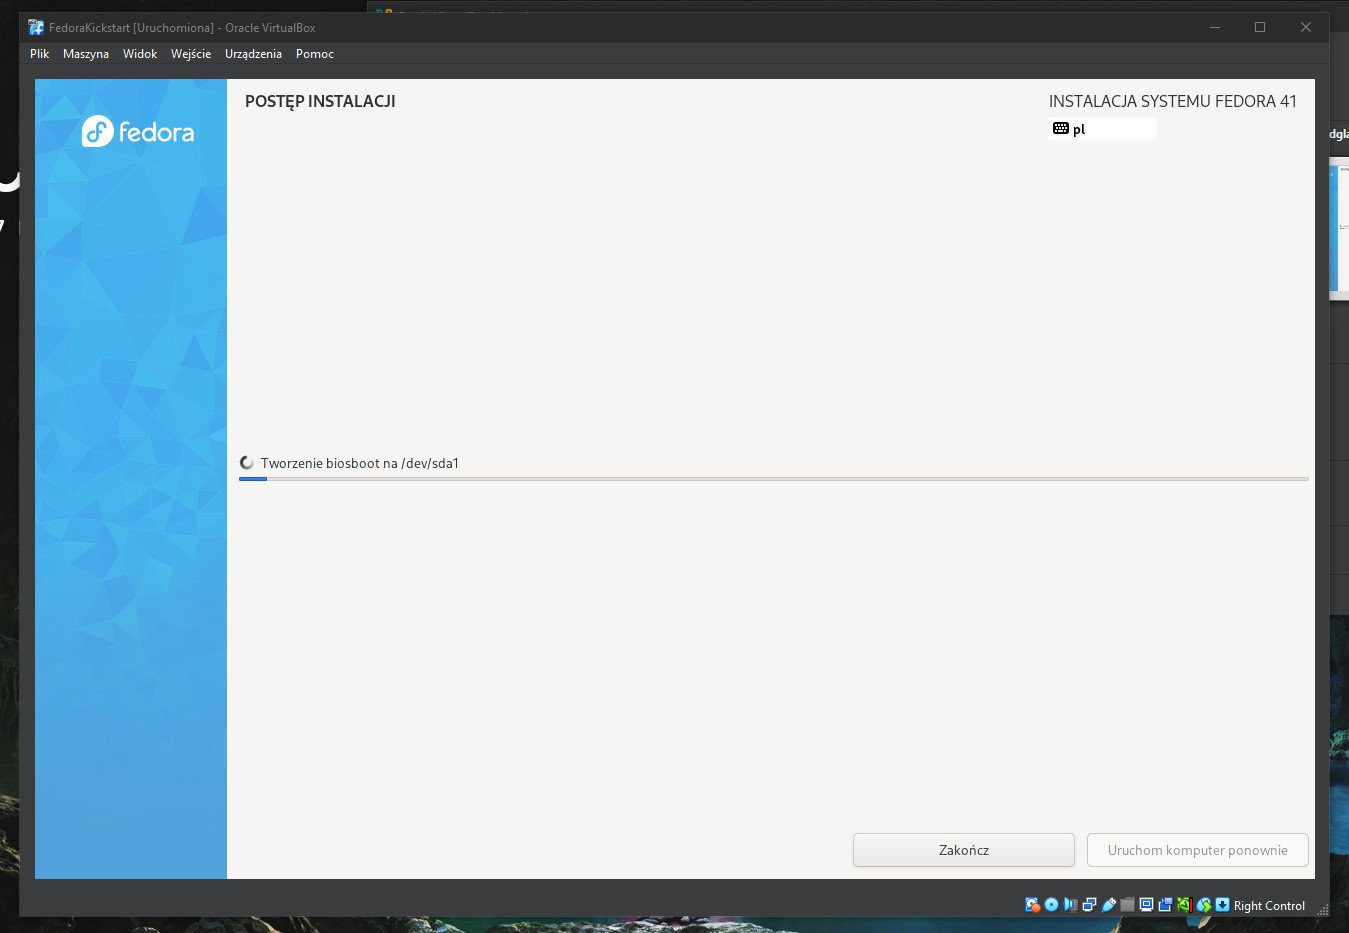 FedoraKickstart [Uruchomiona] - Oracle VirtualBox
Plik Maszyna Widok Wejście Urządzenia Pomoc
fedora
POSTĘP INSTALACJI
INSTALACJA SYSTEMU FEDORA 41
pl
Tworzenie biosboot na /dev/sda1
Zakończ
Uruchom komputer ponownie
Right Control